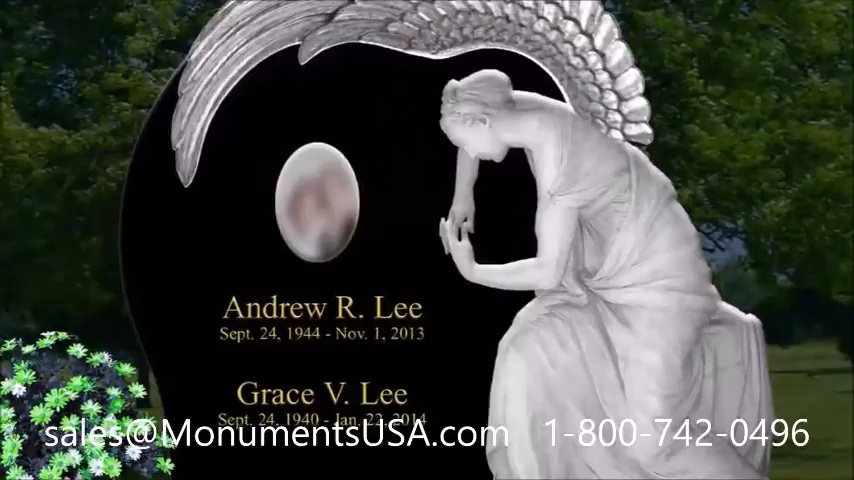 Andrew R. Lee
Sept. 24, 1944 - Nov. 1, 2013
Grace V. Lee
Sept. 24, 1940 - Jan. 22, 2014
sales@MonumentsUSA.com 1-800-742-0496